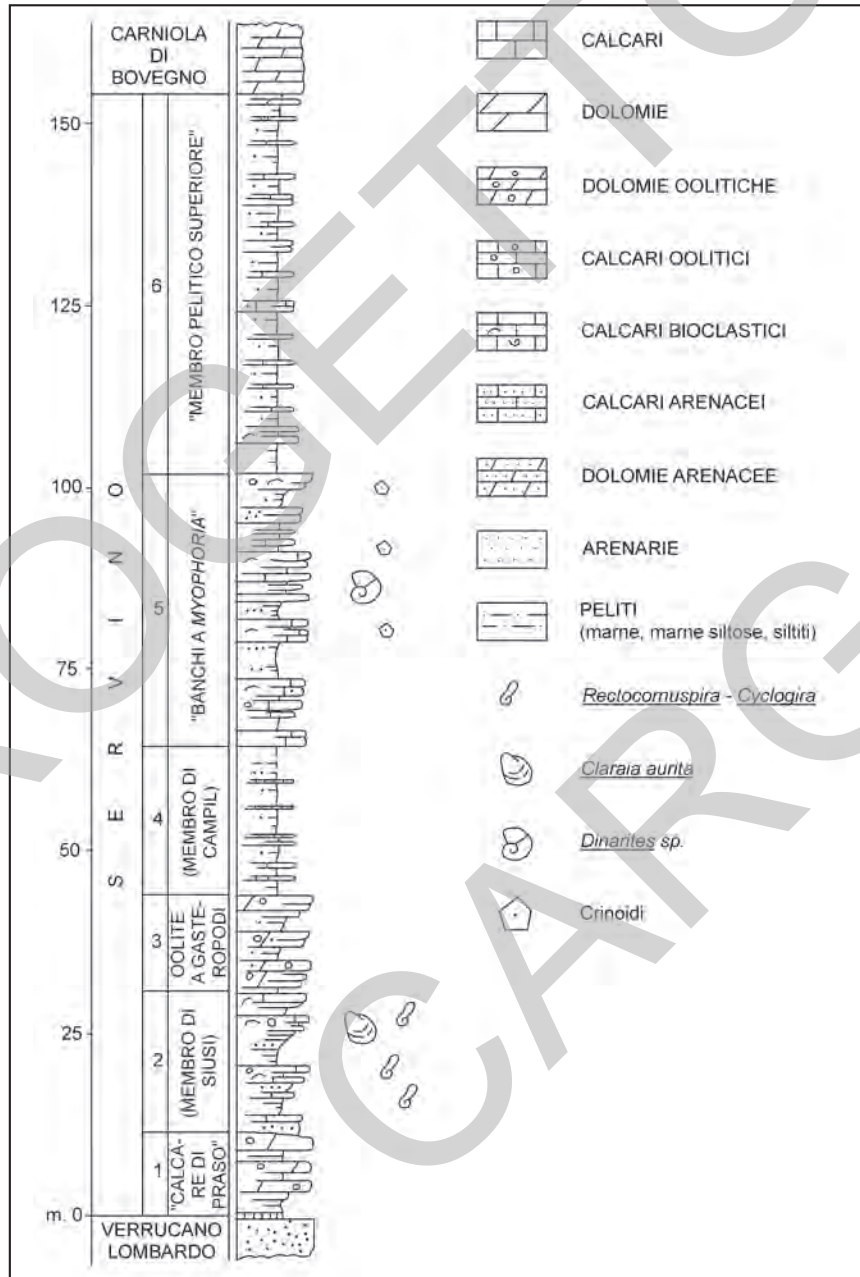 CARNIOLA
DI
BOVEGNO
150
125
100
75
50
25
m. 0
SERVINO
6
"MEMBRO PELITICO SUPERIORE"
5
"BANCHI A MYOPHORIA"
4
(MEMBRO DI
CAMPIL)
3
OOLITE
A GASTE-
ROPODI
2
(MEMBRO DI
SIUSI)
1
"CALCA-
RE DI
PRASO"
VERRUCANO
LOMBARDO
CALCARI
DOLOMIE
DOLOMIE OOLITICHE
CALCARI OOLITICI
CALCARI BIOCLASTICI
CALCARI ARENACEI
DOLOMIE ARENACEE
ARENARIE
PELITI
(marne, marne siltose, siltiti)
Rectocornuspira - Cyclogira
Claraia aurita
Dinarites sp.
Crinoidi
ROGETTO
CARG